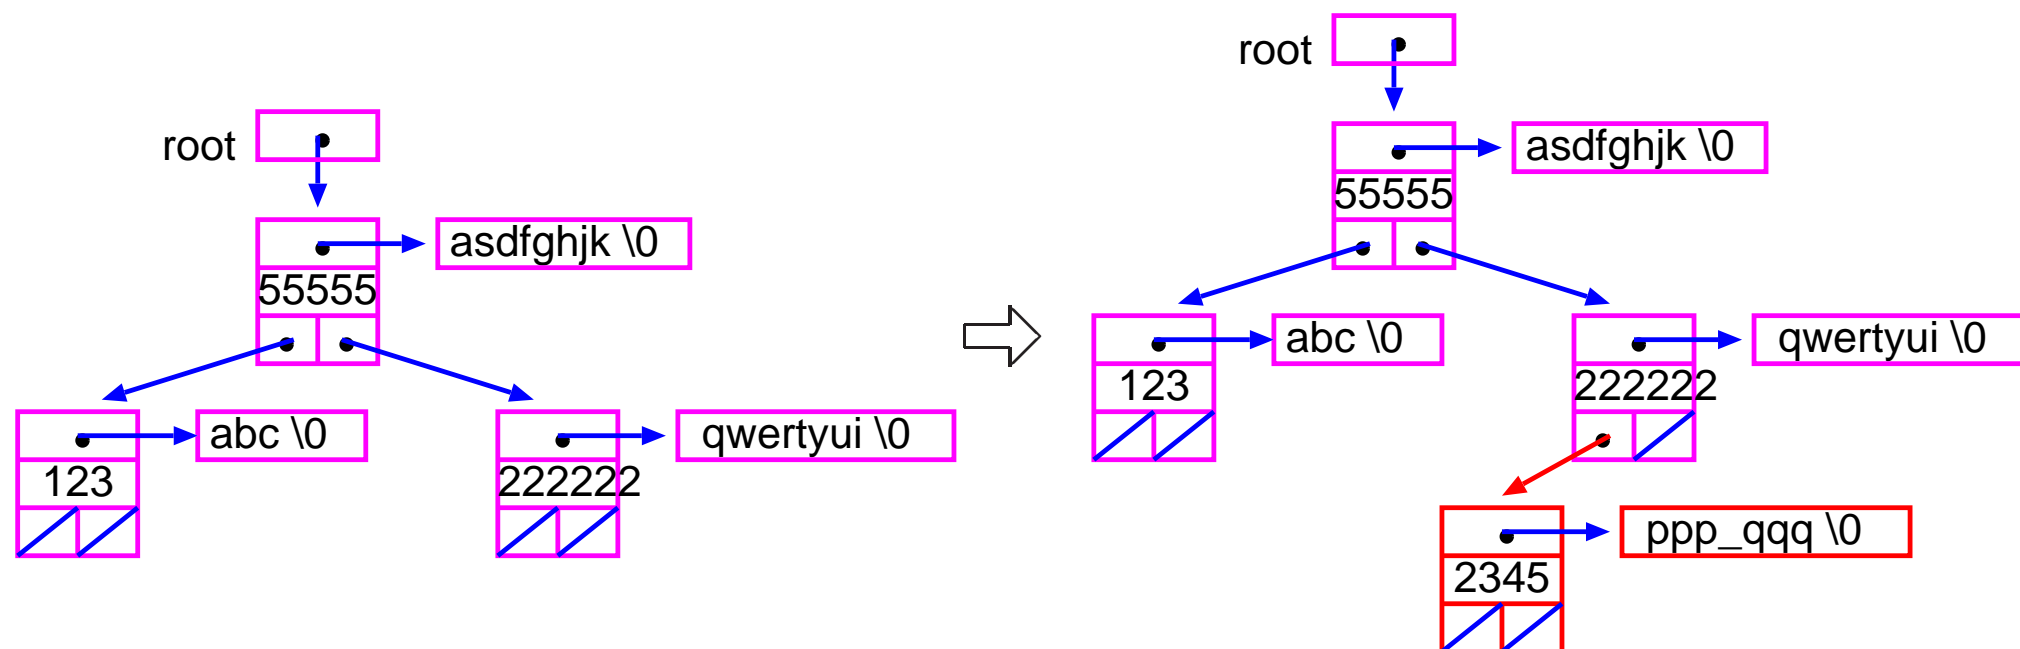 root
asdfghjk \0
55555
abc \0
123
qwertyui \0
222222
root
asdfghjk \0
55555
abc \0
123
qwertyui \0
222222
ppp_qqq \0
2345